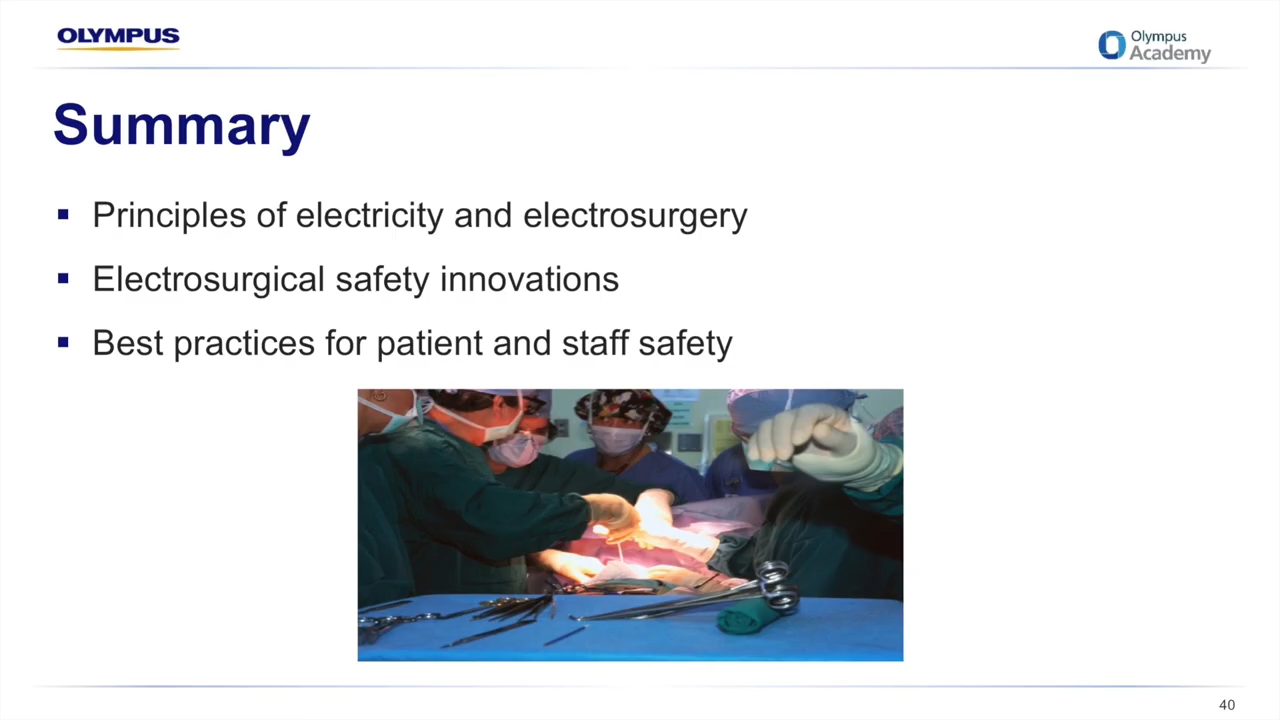 OLYMPUS
Olympus
Academy
Summary
Principles of electricity and electrosurgery
Electrosurgical safety innovations
Best practices for patient and staff safety
40